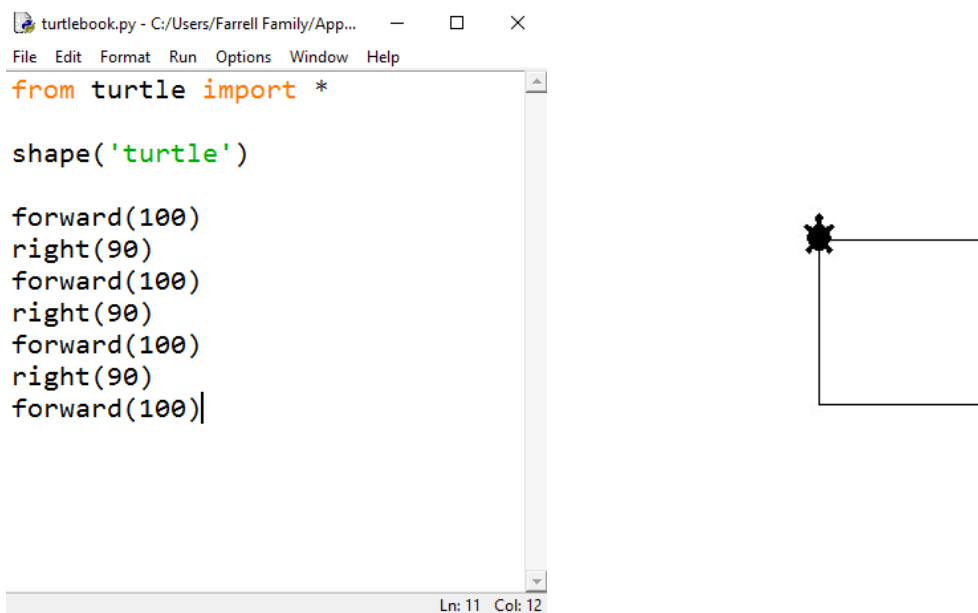 turtlebook.py - C:/Users/Farrell Family/App...
File Edit Format Run Options Window Help
from turtle import *
shape('turtle')
forward(100)
right(90)
forward(100)
right(90)
forward(100)
right(90)
forward(100)
Ln: 11 Col: 12